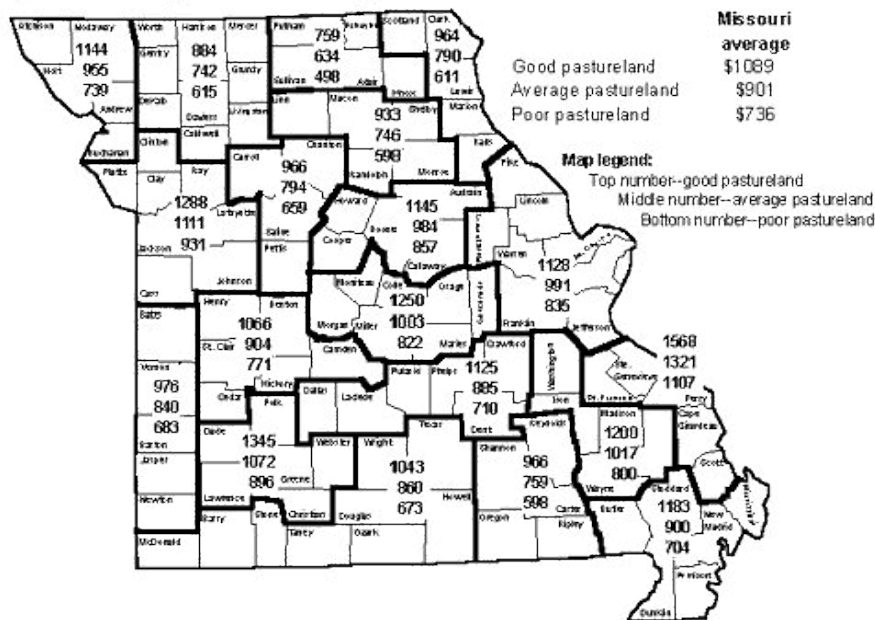 Missouri
average
Good pastureland $1089
Average pastureland $901
Poor pastureland $736
Map legend:
Top number--good pastureland
Middle number--average pastureland
Bottom number--poor pastureland
Nodaway Worth Harrison Mercer Putnam Scotland Clark
1144
955
739
Holt
Andrew
Buchanan
Gentry
884
742
615
Grundy
DeKalb
Caldwell
Livingston
759
634
498
Sullivan Adair
Knox
964
790
611
Lewis
Marion
Ralls
Linn Macon Shelby
933
746
598
Randolph Monroe
Carroll Chariton
966
794
659
Saline
Pettis
Platte Clinton Ray
Clay
1288
1111
931
Lafayette
Jackson
Cass Johnson
Howard Audrain
Boone
1145
984
857
Cooper Callaway
Pike
Lincoln
Warren
1128
991
835
Franklin Jefferson
Moniteau Cole Osage
1250
1003
822
Morgan Miller Maries
Gasconade
Bates
Vernon
976
840
683
Barton
Jasper
Newton
McDonald
Henry Benton
1066
904
771
St. Clair
Hickory
Cedar
Camden
Pulaski Phelps Crawford
1125
885
710
Dent
Texas
Dallas Laclede
Washington
Iron
1568
1321
1107
Ste. Genevieve
St. Francois
Perry
Cape Girardeau
Scott
Polk
Dade
1345
1072
896
Greene
Webster
Lawrence Christian
Wright
1043
860
673
Howell
Douglas
Ozark
Barry Stone Taney
Reynolds
Shannon
966
759
598
Carter
Oregon Ripley
Madison
1200
1017
800
Wayne
Butler Stoddard
1183
900
704
New Madrid
Pemiscot
Dunklin